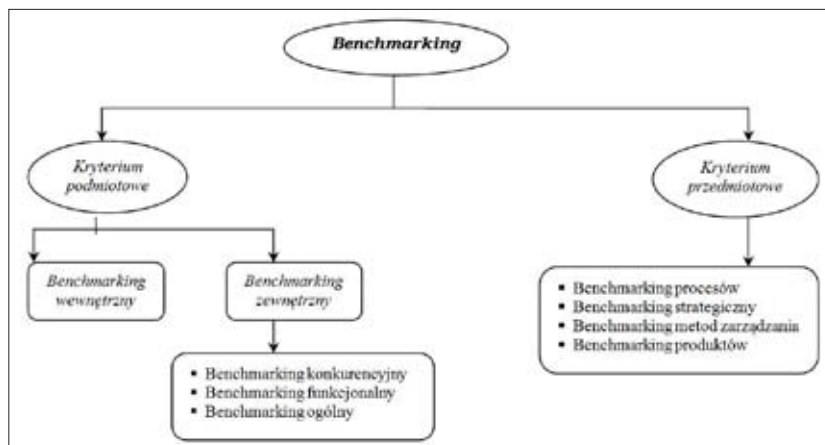 Benchmarking
Kryterium
podmiotowe
Kryterium
przedmiotowe
Benchmarking
wewnętrzny
Benchmarking
zewnętrzny
▪ Benchmarking procesów
▪ Benchmarking strategiczny
▪ Benchmarking metod zarządzania
▪ Benchmarking produktów
▪ Benchmarking konkurencyjny
▪ Benchmarking funkcjonalny
▪ Benchmarking ogólny